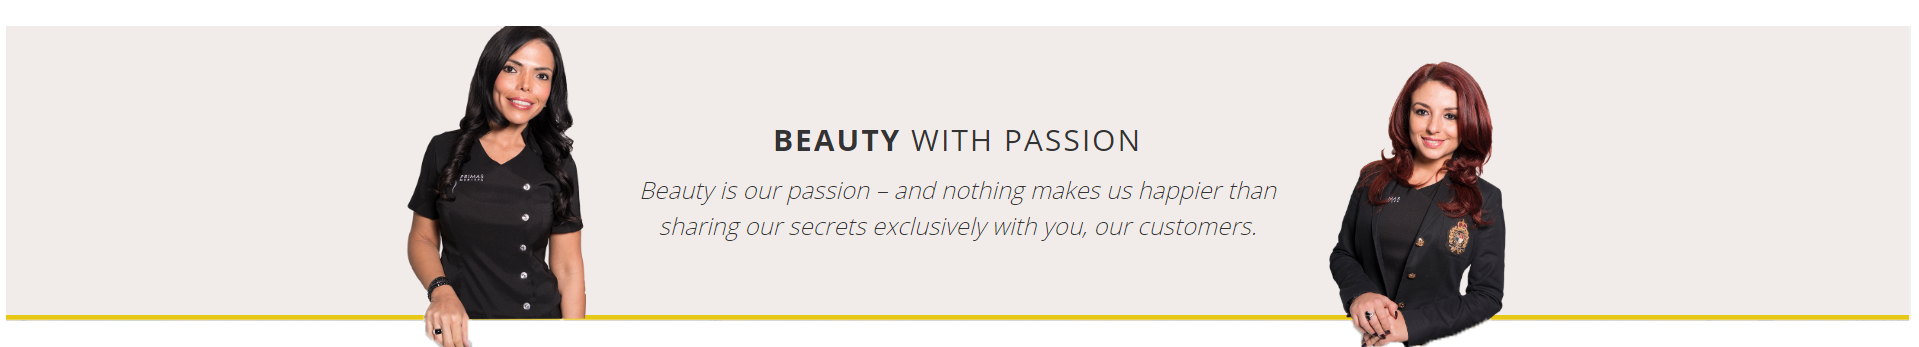 BEAUTY WITH PASSION
Beauty is our passion – and nothing makes us happier than
sharing our secrets exclusively with you, our customers.